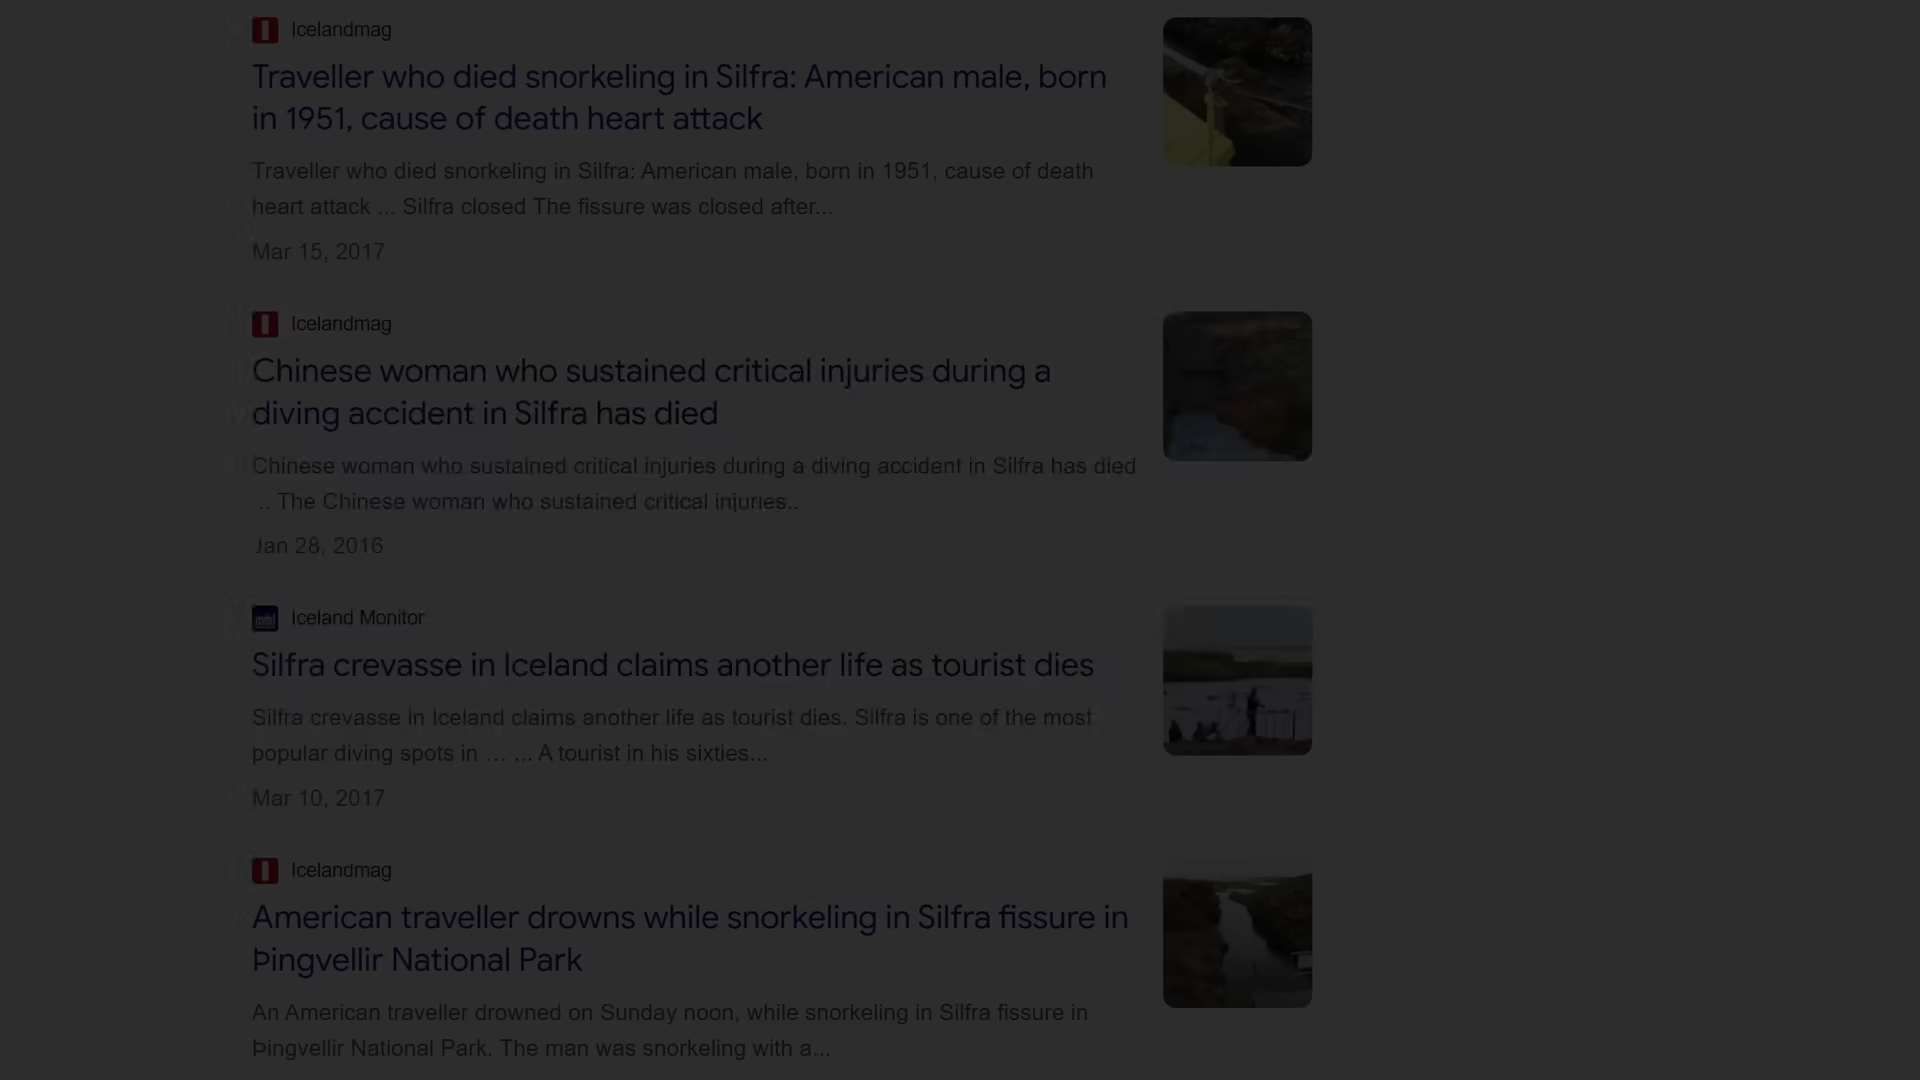 Icelandmag
Traveller who died snorkeling in Silfra: American male, born
in 1951, cause of death heart attack
Traveller who died snorkeling in Silfra: American male, born in 1951, cause of death
heart attack ... Silfra closed The fissure was closed after...
Mar 15, 2017
Icelandmag
Chinese woman who sustained critical injuries during a
diving accident in Silfra has died
Chinese woman who sustained critical injuries during a diving accident in Silfra has died
.. The Chinese woman who sustained critical injuries..
Jan 28, 2016
mbl
Iceland Monitor
Silfra crevasse in Iceland claims another life as tourist dies
Silfra crevasse in Iceland claims another life as tourist dies. Silfra is one of the most
popular diving spots in ... ... A tourist in his sixties...
Mar 10, 2017
Icelandmag
American traveller drowns while snorkeling in Silfra fissure in
Þingvellir National Park
An American traveller drowned on Sunday noon, while snorkeling in Silfra fissure in
Þingvellir National Park. The man was snorkeling with a...